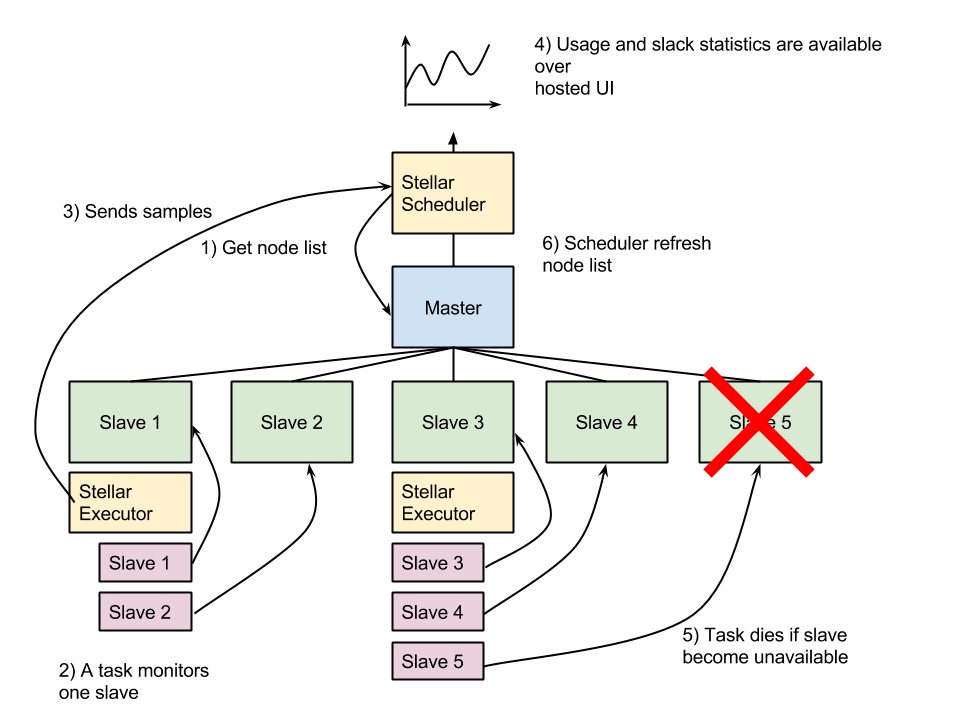 4) Usage and slack statistics are available
over
hosted UI
Stellar
Scheduler
3) Sends samples
1) Get node list
6) Scheduler refresh
node list
Master
Slave 1
Slave 2
Slave 3
Slave 4
Slave 5
Stellar
Executor
Stellar
Executor
Slave 1
Slave 2
Slave 3
Slave 4
Slave 5
2) A task monitors
one slave
5) Task dies if slave
become unavailable